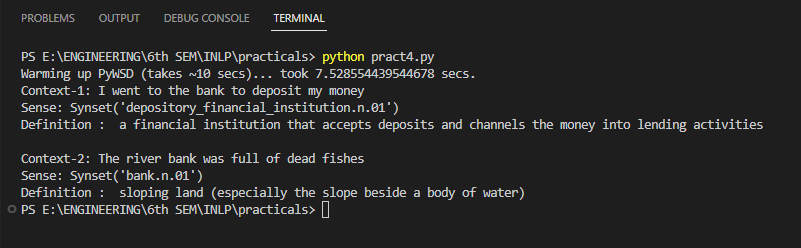 PROBLEMS OUTPUT DEBUG CONSOLE TERMINAL
PS E:\ENGINEERING\6th SEM\INLP\practicals> python pract4.py
Warming up PyWSD (takes ~10 secs)... took 7.528554439544678 secs.
Context-1: I went to the bank to deposit my money
Sense: Synset('depository_financial_institution.n.01')
Definition :  a financial institution that accepts deposits and channels the money into lending activities
Context-2: The river bank was full of dead fishes
Sense: Synset('bank.n.01')
Definition :  sloping land (especially the slope beside a body of water)
PS E:\ENGINEERING\6th SEM\INLP\practicals>